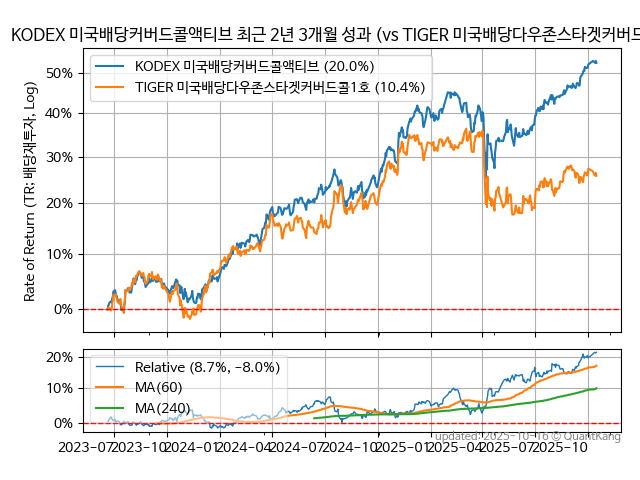 KODEX 미국배당커버드콜액티브 최근 2년 3개월 성과 (vs TIGER 미국배당다우존스타겟커버드
Rate of Return (TR: 배당재투자, Log)
50%
40%
30%
20%
10%
0%
KODEX 미국배당커버드콜액티브 (20.0%)
TIGER 미국배당다우존스타겟커버드콜1호 (10.4%)
20%
10%
0%
Relative (8.7%, -8.0%)
MA(60)
MA(240)
2023-07 2023-10 2024-01 2024-04 2024-07 2024-10 2025-01 2025-04 2025-07 2025-10
updated: 2025-10-16 © QuantKang